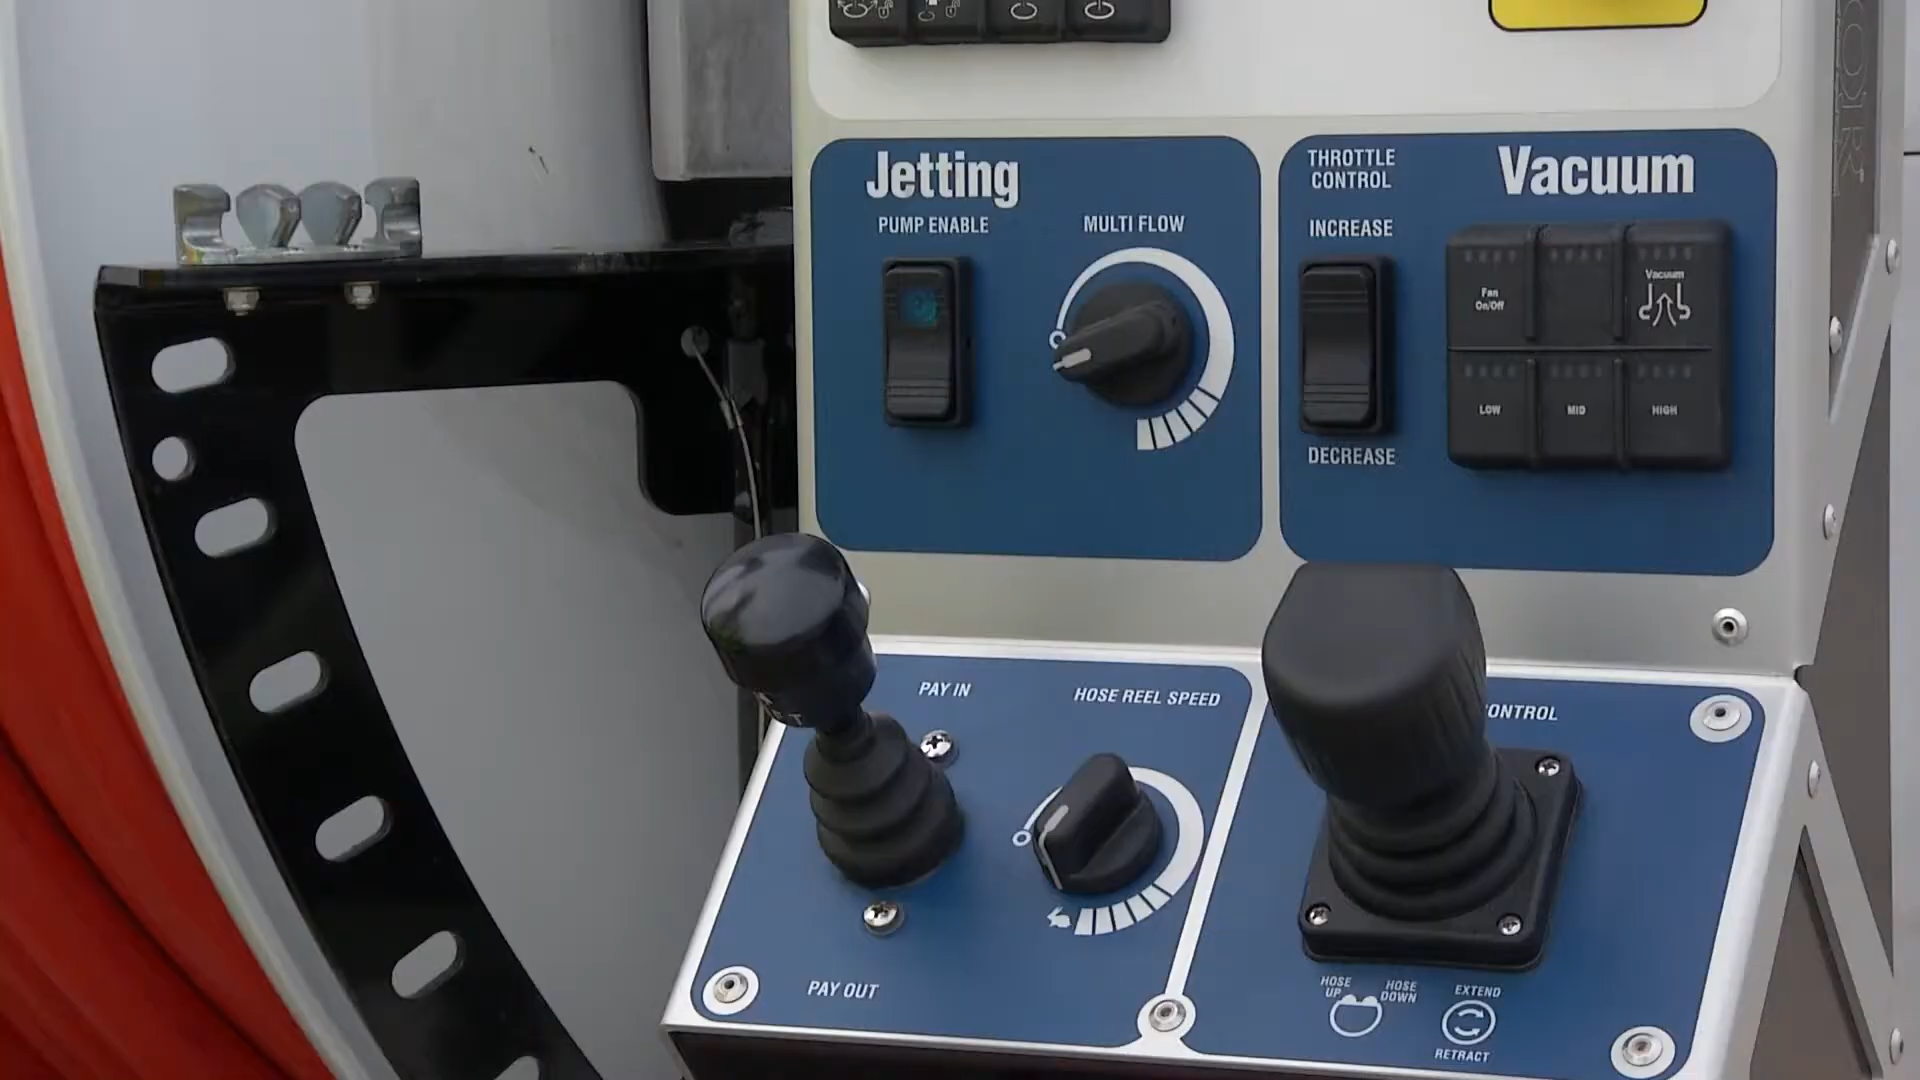 Jetting
PUMP ENABLE
MULTI FLOW
THROTTLE
CONTROL
Vacuum
INCREASE
DECREASE
Fan
On/Off
Vacuum
LOW
MID
HIGH
PAY IN
HOSE REEL SPEED
PAY OUT
HOSE
UP
HOSE
DOWN
EXTEND
RETRACT